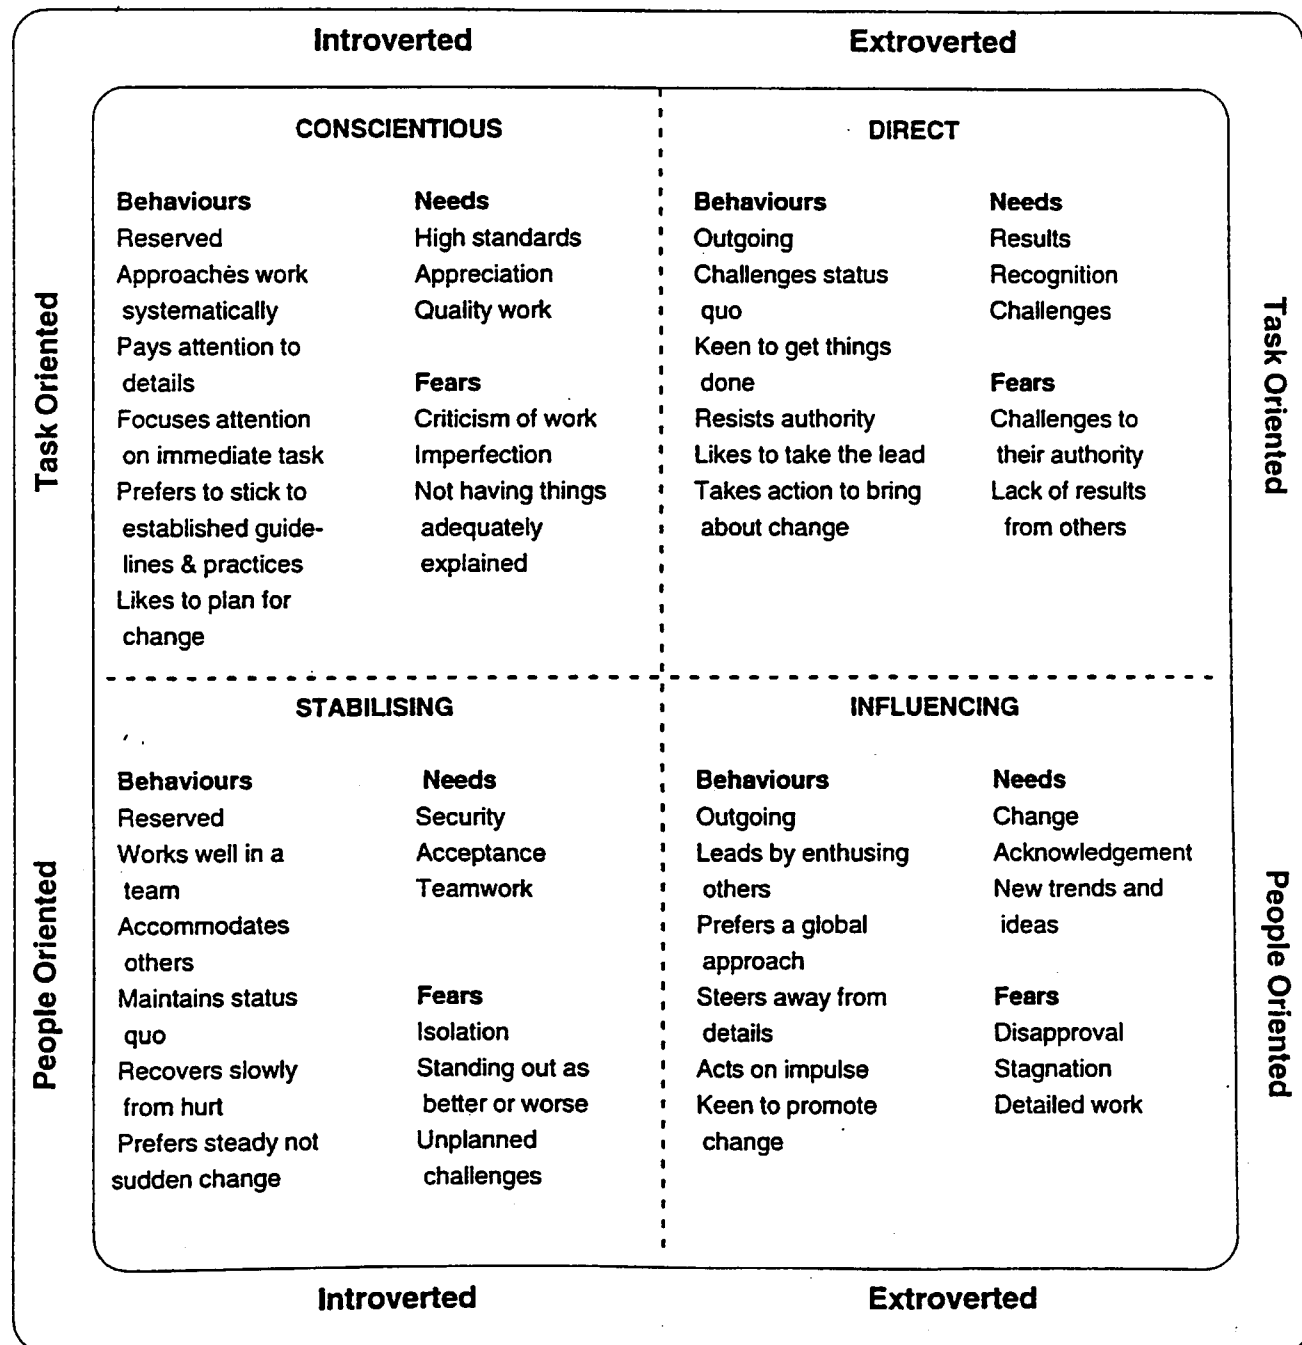 Introverted
Extroverted
Task Oriented
People Oriented
CONSCIENTIOUS
Behaviours
Reserved
Approaches work
systematically
Pays attention to
details
Focuses attention
on immediate task
Prefers to stick to
established guide-
lines & practices
Likes to plan for
change
Needs
High standards
Appreciation
Quality work
Fears
Criticism of work
Imperfection
Not having things
adequately
explained
DIRECT
Behaviours
Outgoing
Challenges status
quo
Keen to get things
done
Resists authority
Likes to take the lead
Takes action to bring
about change
Needs
Results
Recognition
Challenges
Fears
Challenges to
their authority
Lack of results
from others
STABILISING
Behaviours
Reserved
Works well in a
team
Accommodates
others
Maintains status
quo
Recovers slowly
from hurt
Prefers steady not
sudden change
Needs
Security
Acceptance
Teamwork
Fears
Isolation
Standing out as
better or worse
Unplanned
challenges
INFLUENCING
Behaviours
Outgoing
Leads by enthusing
others
Prefers a global
approach
Steers away from
details
Acts on impulse
Keen to promote
change
Needs
Change
Acknowledgement
New trends and
ideas
Fears
Disapproval
Stagnation
Detailed work
Task Oriented
People Oriented
Introverted
Extroverted